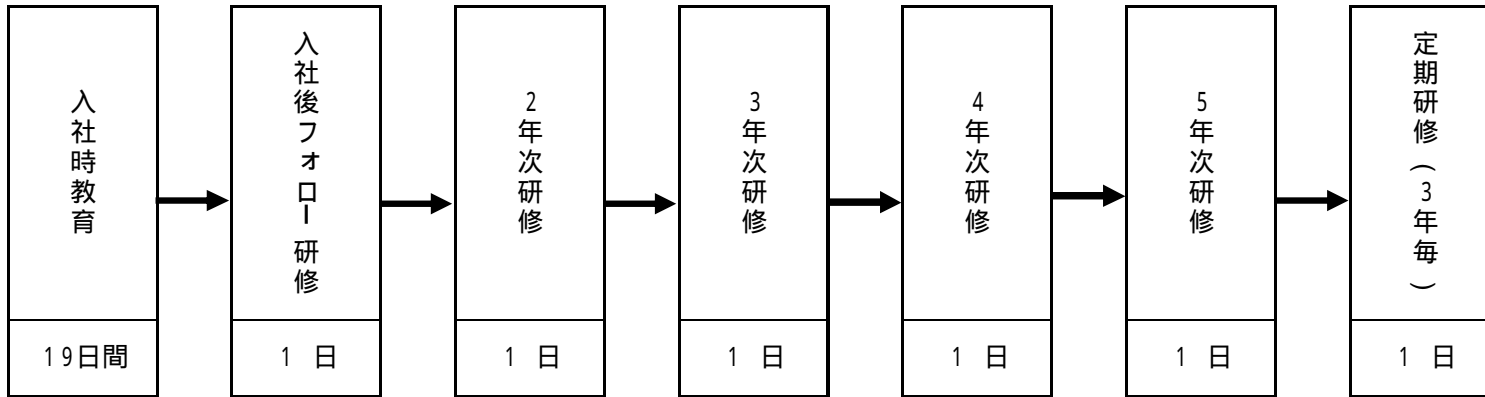 入社時教育
19日間
入社後フォロー研修
1 日
2年次研修
1 日
3年次研修
1 日
4年次研修
1 日
5年次研修
1 日
定期研修(3年毎)
1 日